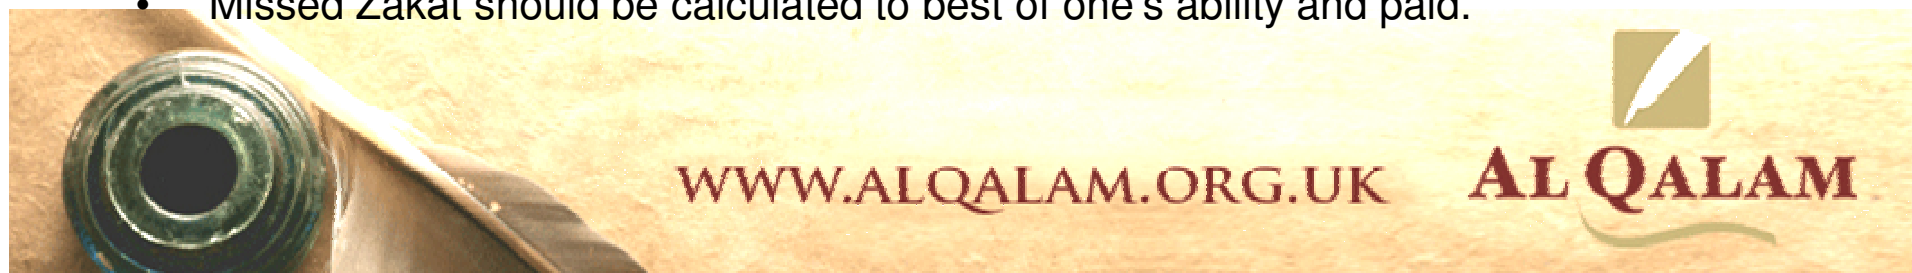 • Missed Zakat should be calculated to best of one's ability and paid.
WWW.ALQALAM.ORG.UK
AL QALAM